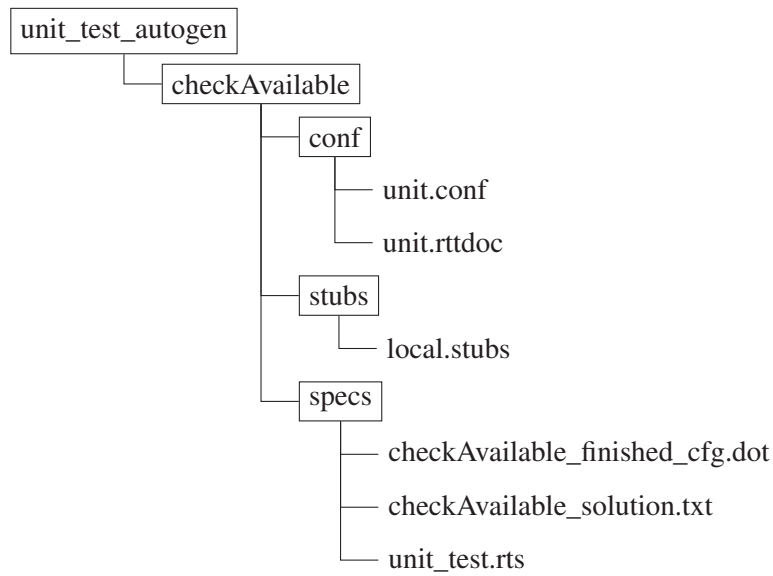 unit_test_autogen
checkAvailable
conf
unit.conf
unit.rttdoc
stubs
local.stubs
specs
checkAvailable_finished_cfg.dot
checkAvailable_solution.txt
unit_test.rts